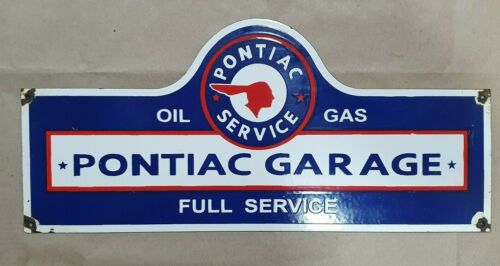 PONTIAC
SERVICE
OIL GAS
PONTIAC GARAGE
FULL SERVICE